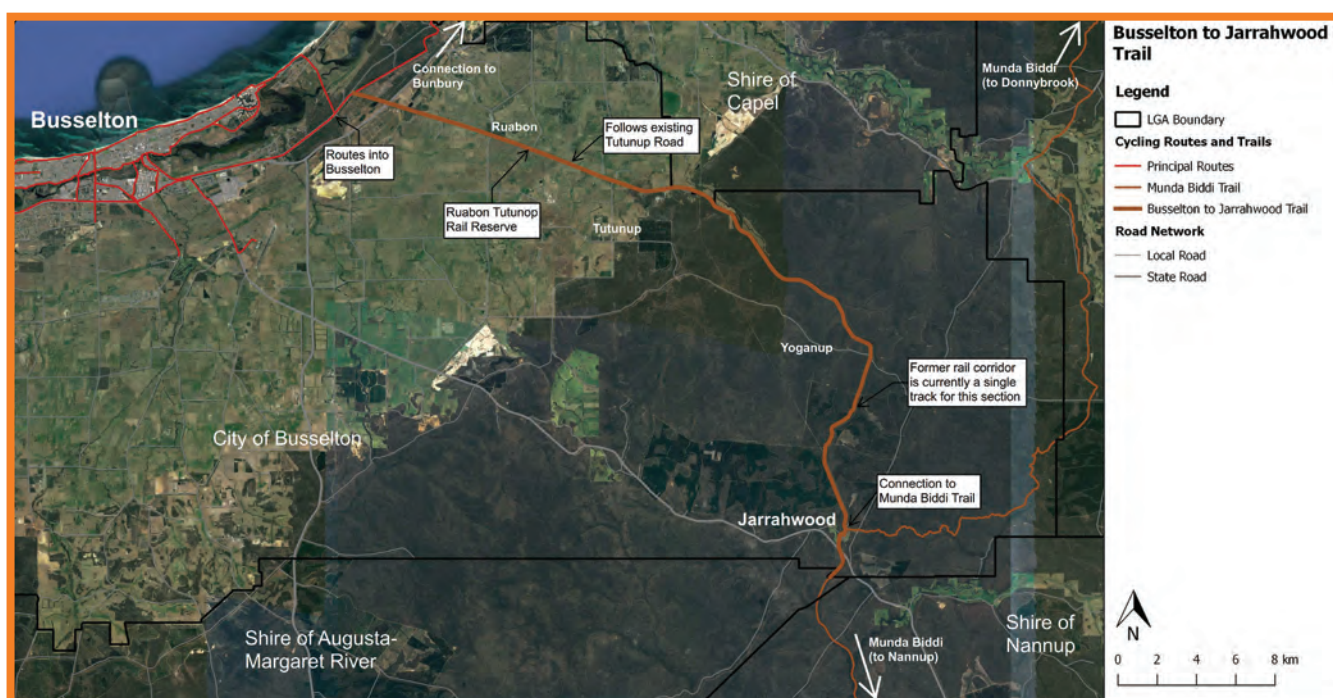 Busselton to Jarrahwood
Trail
Legend
LGA Boundary
Cycling Routes and Trails
Principal Routes
Munda Biddi Trail
Busselton to Jarrahwood Trail
Road Network
Local Road
State Road
N
0 2 4 6 8 km
Connection to
Bunbury
Munda Biddi
(to Donnybrook)
Shire of
Capel
Busselton
Ruabon
Follows existing
Tutunup Road
Routes into
Busselton
Ruabon Tutunop
Rail Reserve
Tutunup
Yoganup
Former rail corridor
is currently a single
track for this section
City of Busselton
Connection to
Munda Biddi Trail
Jarrahwood
Shire of Augusta-
Margaret River
Munda Biddi
(to Nannup)
Shire of
Nannup